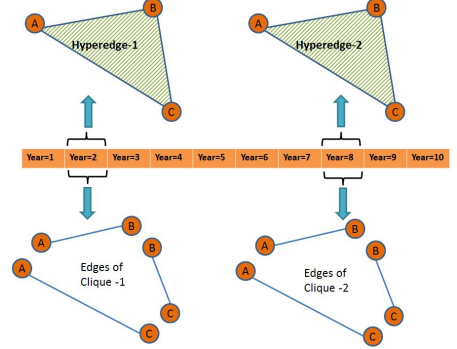 A
B
Hyperedge-1
C
A
B
Hyperedge-2
C
Year=1
Year=2
Year=3
Year=4
Year=5
Year=6
Year=7
Year=8
Year=9
Year=10
A
B
B
A
Edges of
Clique -1
C
C
A
B
B
A
Edges of
Clique -2
C
C